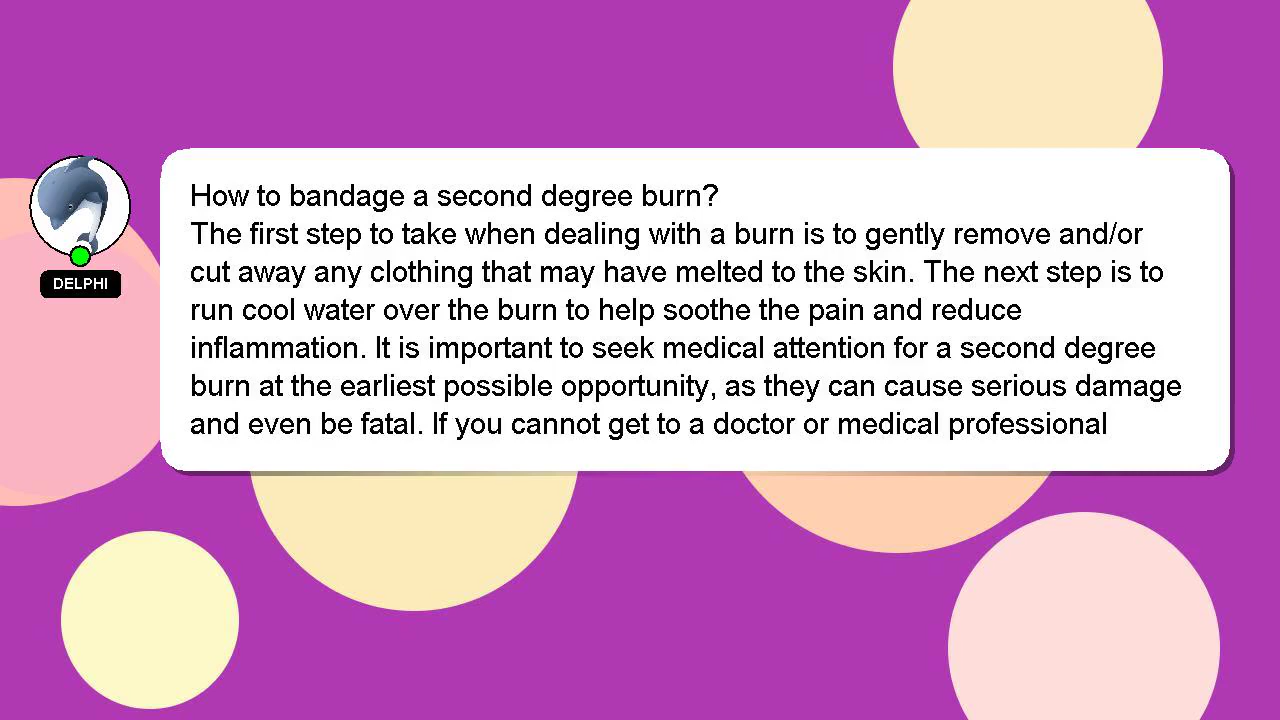 How to bandage a second degree burn?
The first step to take when dealing with a burn is to gently remove and/or
cut away any clothing that may have melted to the skin. The next step is to
run cool water over the burn to help soothe the pain and reduce
inflammation. It is important to seek medical attention for a second degree
burn at the earliest possible opportunity, as they can cause serious damage
and even be fatal. If you cannot get to a doctor or medical professional
DELPHI